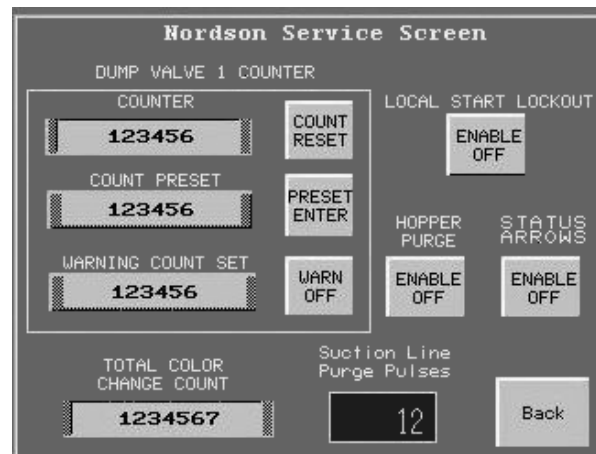 Nordson Service Screen
DUMP VALVE 1 COUNTER
COUNTER
123456
COUNT
RESET
COUNT PRESET
123456
PRESET
ENTER
WARNING COUNT SET
123456
WARN
OFF
LOCAL START LOCKOUT
ENABLE
OFF
HOPPER
PURGE
ENABLE
OFF
STATUS
ARROWS
ENABLE
OFF
TOTAL COLOR
CHANGE COUNT
1234567
Suction Line
Purge Pulses
12
Back